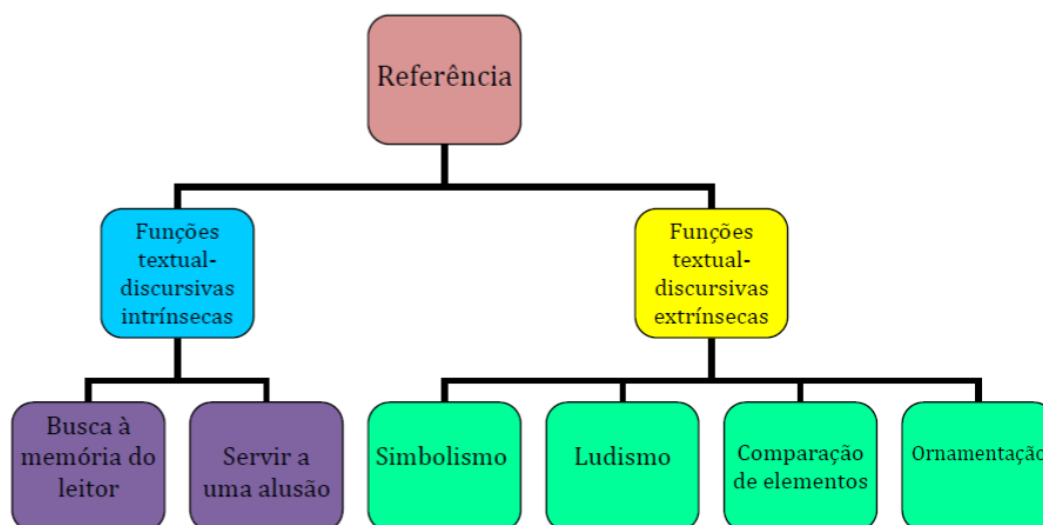 Referência
Funções
textual-
discursivas
intrínsecas
Funções
textual-
discursivas
extrínsecas
Busca à
memória do
leitor
Servir a
uma alusão
Simbolismo
Ludismo
Comparação
de elementos
Ornamentação